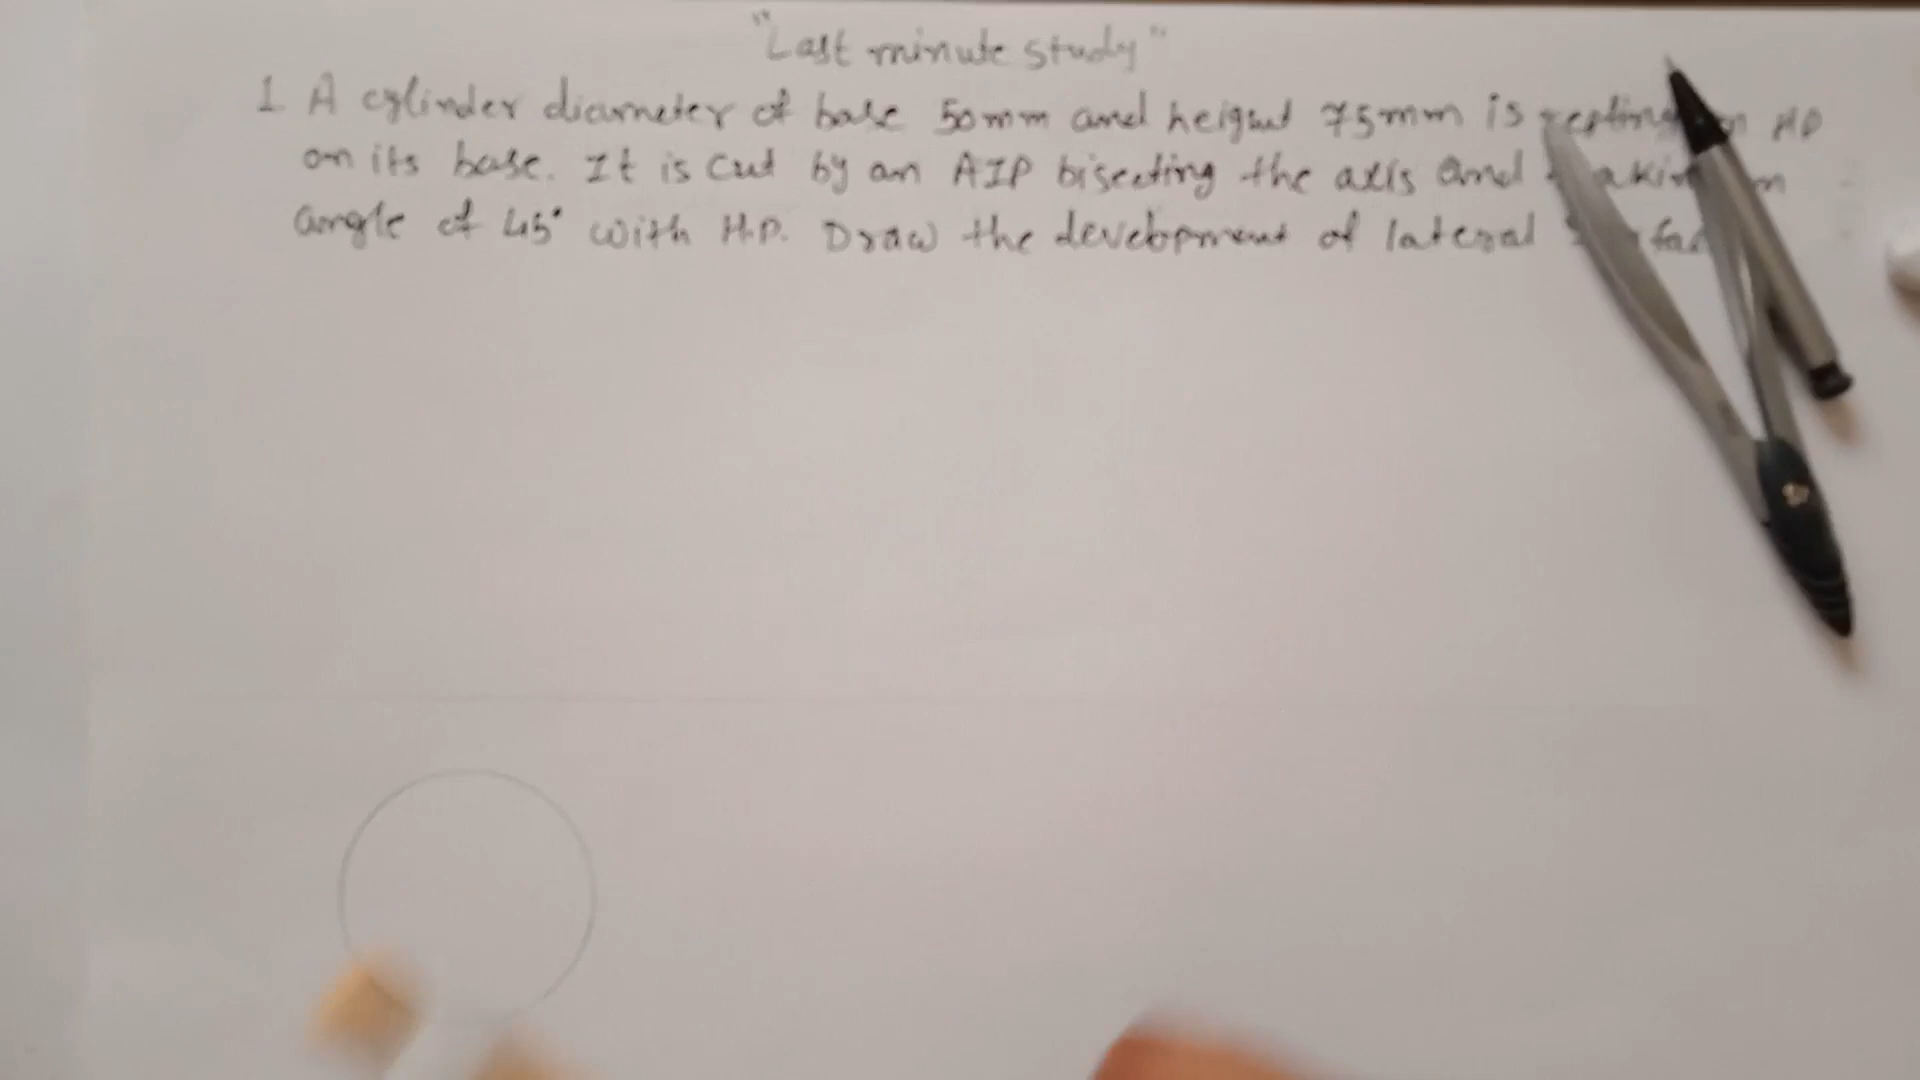 "Last minute study"
1 A cylinder diameter of base 50mm and height 75mm is HP
on its base. It is cut by an AIP bisecting the axis and
angle of 45° with H.P. Draw the development of lateral